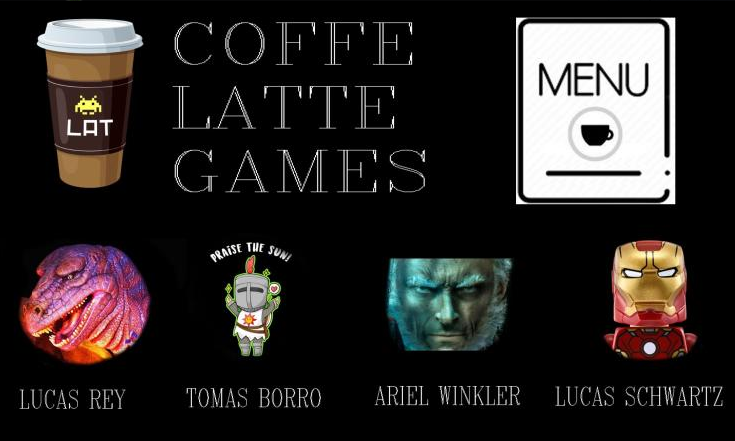 COFFE
LATTE
GAMES
LAT
MENU
PRAISE THE SUN!
LUCAS REY
TOMAS BORRO
ARIEL WINKLER
LUCAS SCHWARTZ